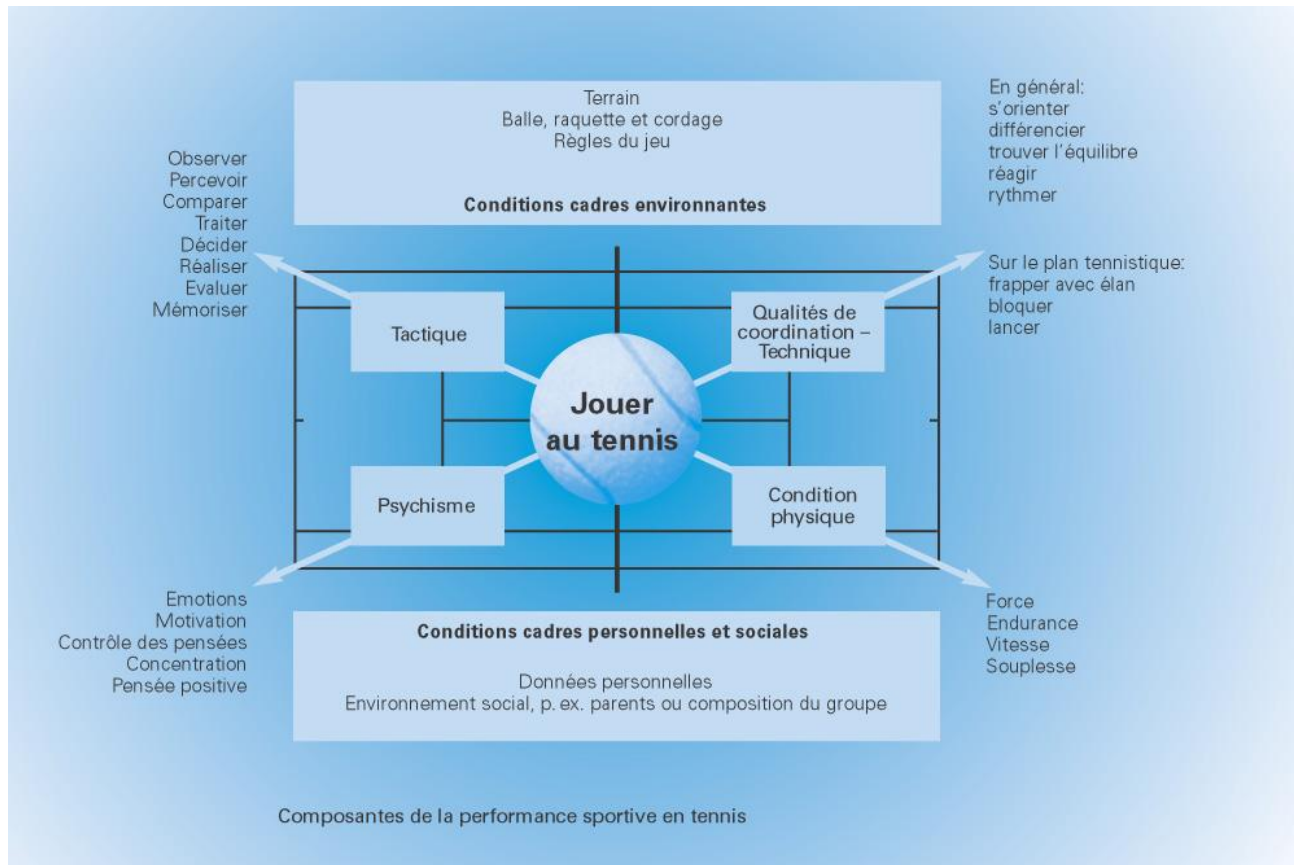 Terrain
Balle, raquette et cordage
Règles du jeu
Conditions cadres environnantes
En général:
s'orienter
différencier
trouver l'équilibre
réagir
rythmer
Sur le plan tennistique:
frapper avec élan
bloquer
lancer
Observer
Percevoir
Comparer
Traiter
Décider
Réaliser
Evaluer
Mémoriser
Tactique
Qualités de
coordination –
Technique
Jouer
au tennis
Psychisme
Condition
physique
Emotions
Motivation
Contrôle des pensées
Concentration
Pensée positive
Force
Endurance
Vitesse
Souplesse
Conditions cadres personnelles et sociales
Données personnelles
Environnement social, p. ex. parents ou composition du groupe
Composantes de la performance sportive en tennis